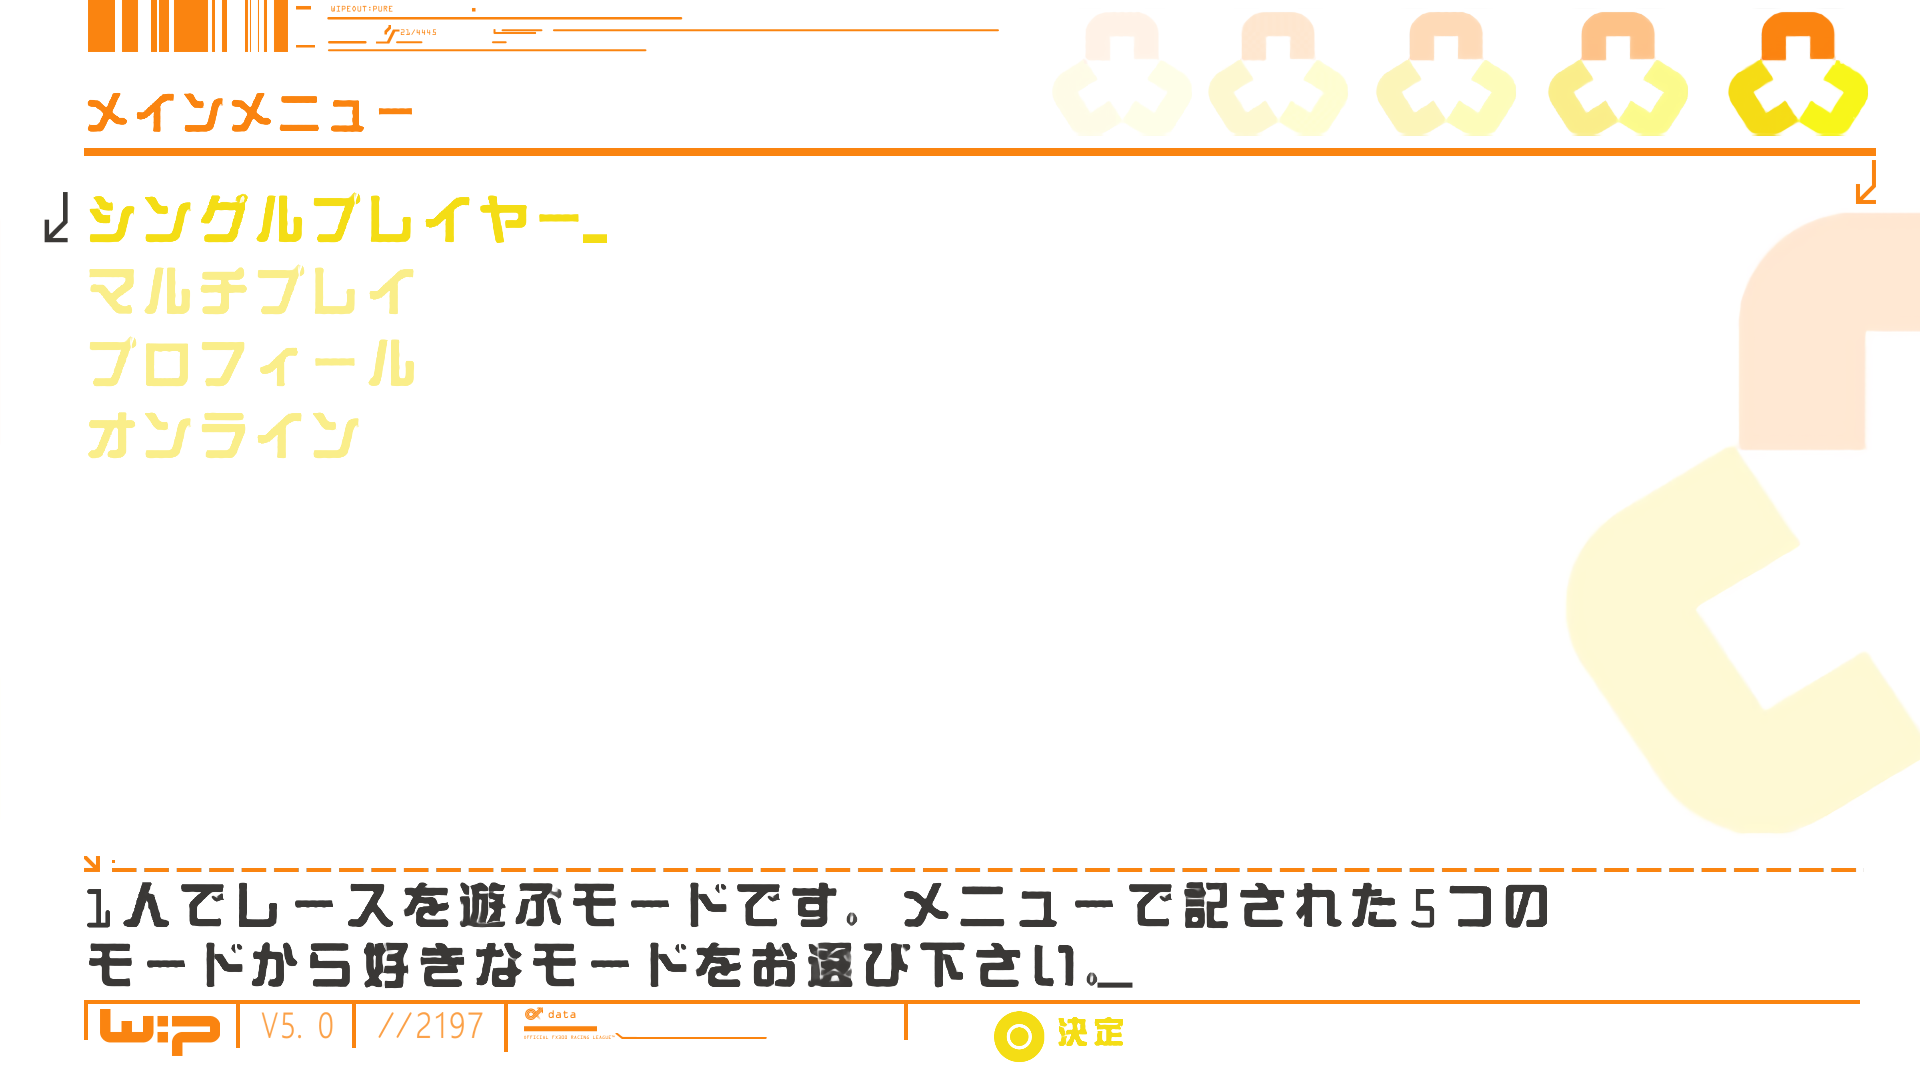 WIPEOUT:PURE
21/4445
メインメニュー
シングルプレイヤー_
マルチプレイ
プロフィール
オンライン
1人でレースを遊ぶモードです。メニューで記された5つの
モードから好きなモードをお選び下さい。_
wip V5.0 //2197 data
OFFICIAL FX300 RACING LEAGUE
決定